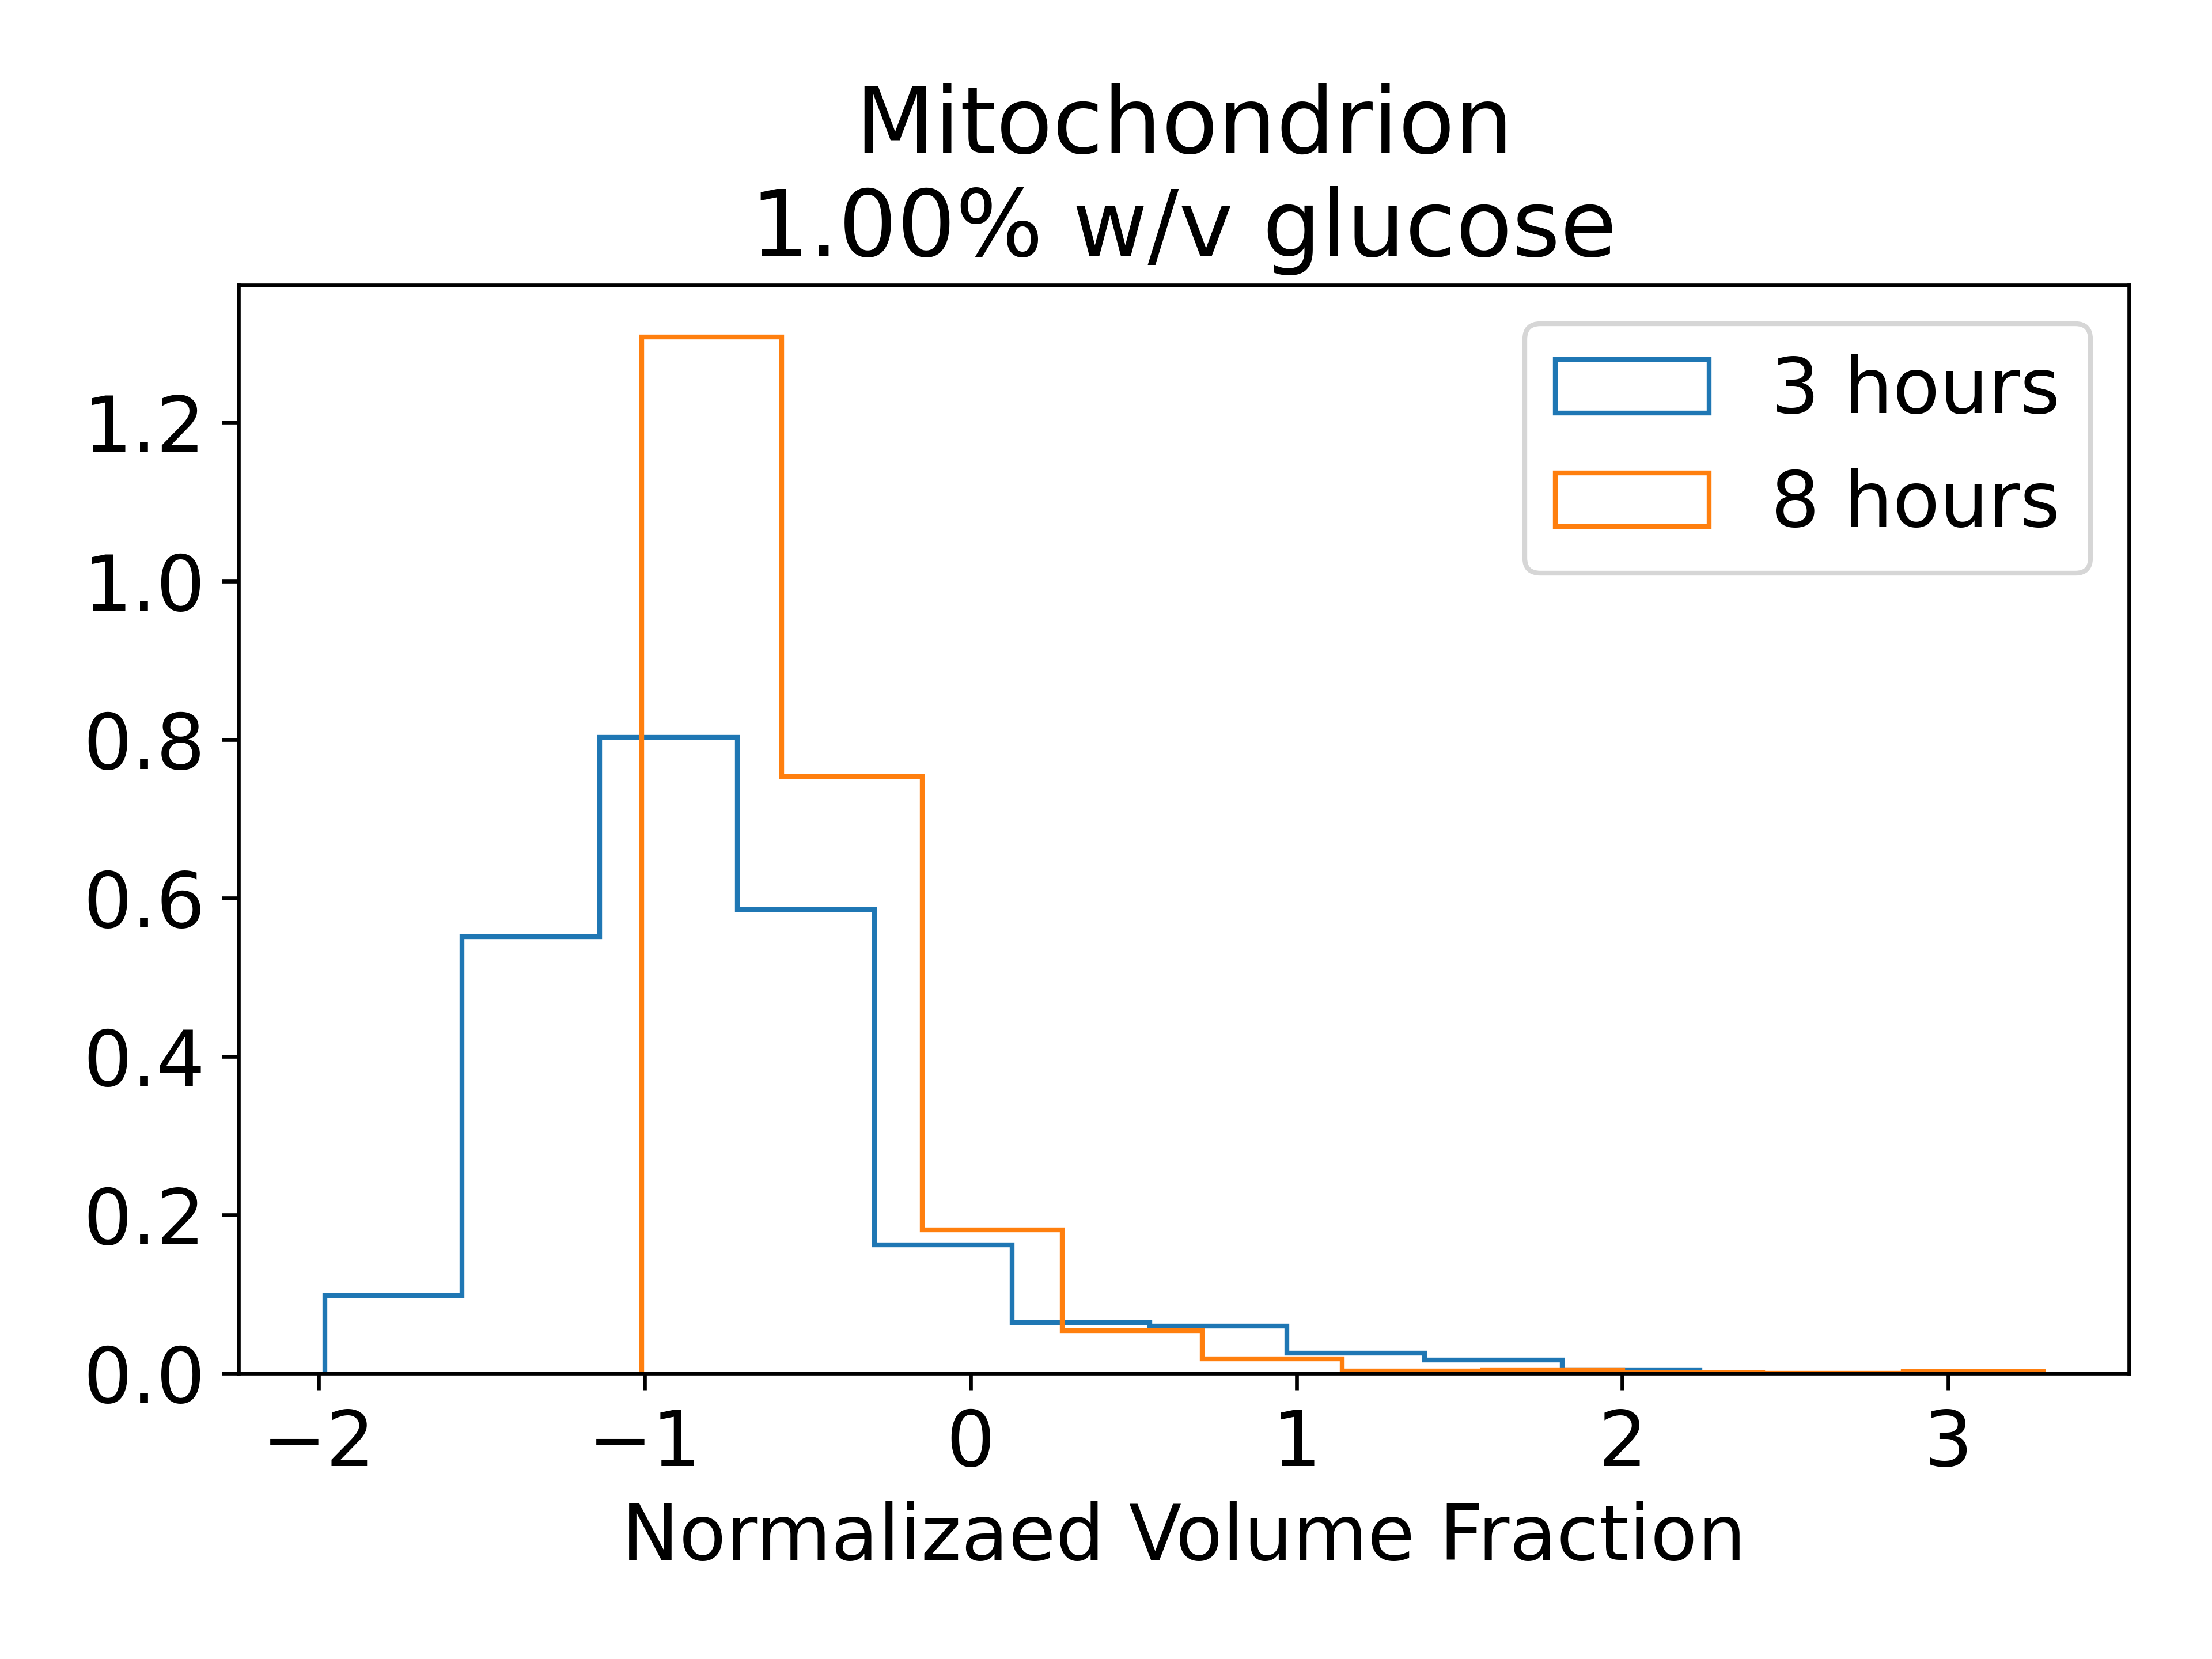 Mitochondrion
1.00% w/v glucose
3 hours
8 hours
1.2
1.0
0.8
0.6
0.4
0.2
0.0
−2 −1 0 1 2 3
Normalizaed Volume Fraction